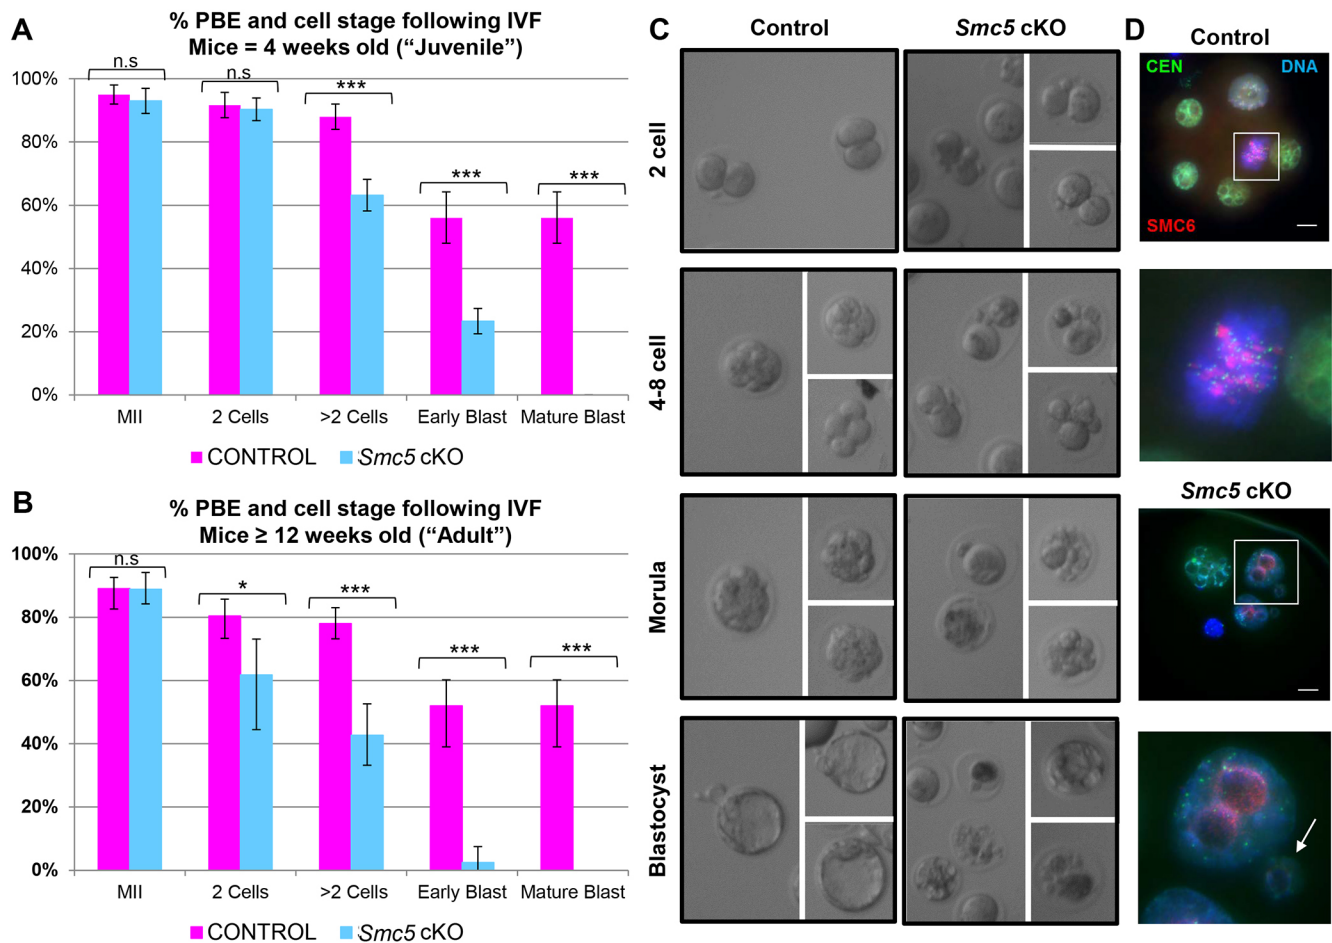 A
% PBE and cell stage following IVF
Mice = 4 weeks old (“Juvenile”)
n.s
n.s
***
***
***
100%
80%
60%
40%
20%
0%
MII
2 Cells
>2 Cells
Early Blast
Mature Blast
CONTROL
Smc5 cKO
B
% PBE and cell stage following IVF
Mice ≥ 12 weeks old (“Adult”)
n.s
*
***
***
***
100%
80%
60%
40%
20%
0%
MII
2 Cells
>2 Cells
Early Blast
Mature Blast
CONTROL
Smc5 cKO
C
Control
Smc5 cKO
2 cell
4-8 cell
Morula
Blastocyst
D
Control
CEN
DNA
SMC6
Smc5 cKO